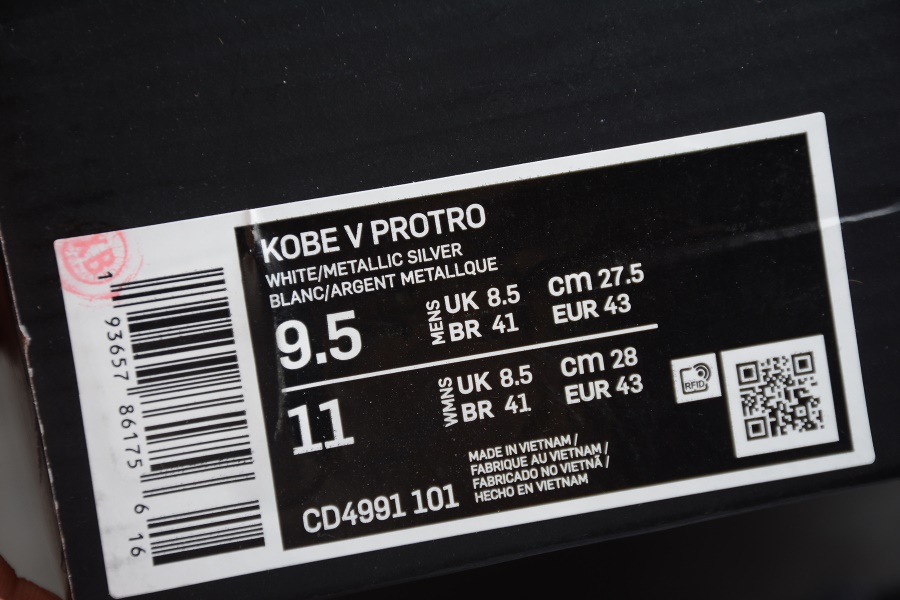 KOBE V PROTRO
WHITE/METALLIC SILVER
BLANC/ARGENT METALLQUE
9.5
MENS
UK 8.5
BR 41
cm 27.5
EUR 43
11
WMNS
UK 8.5
BR 41
cm 28
EUR 43
CD4991 101
MADE IN VIETNAM /
FABRIQUE AU VIETNAM /
FABRICADO NO VIETNÃ /
HECHO EN VIETNAM
RFID
1 93657 86175 6 16
XB